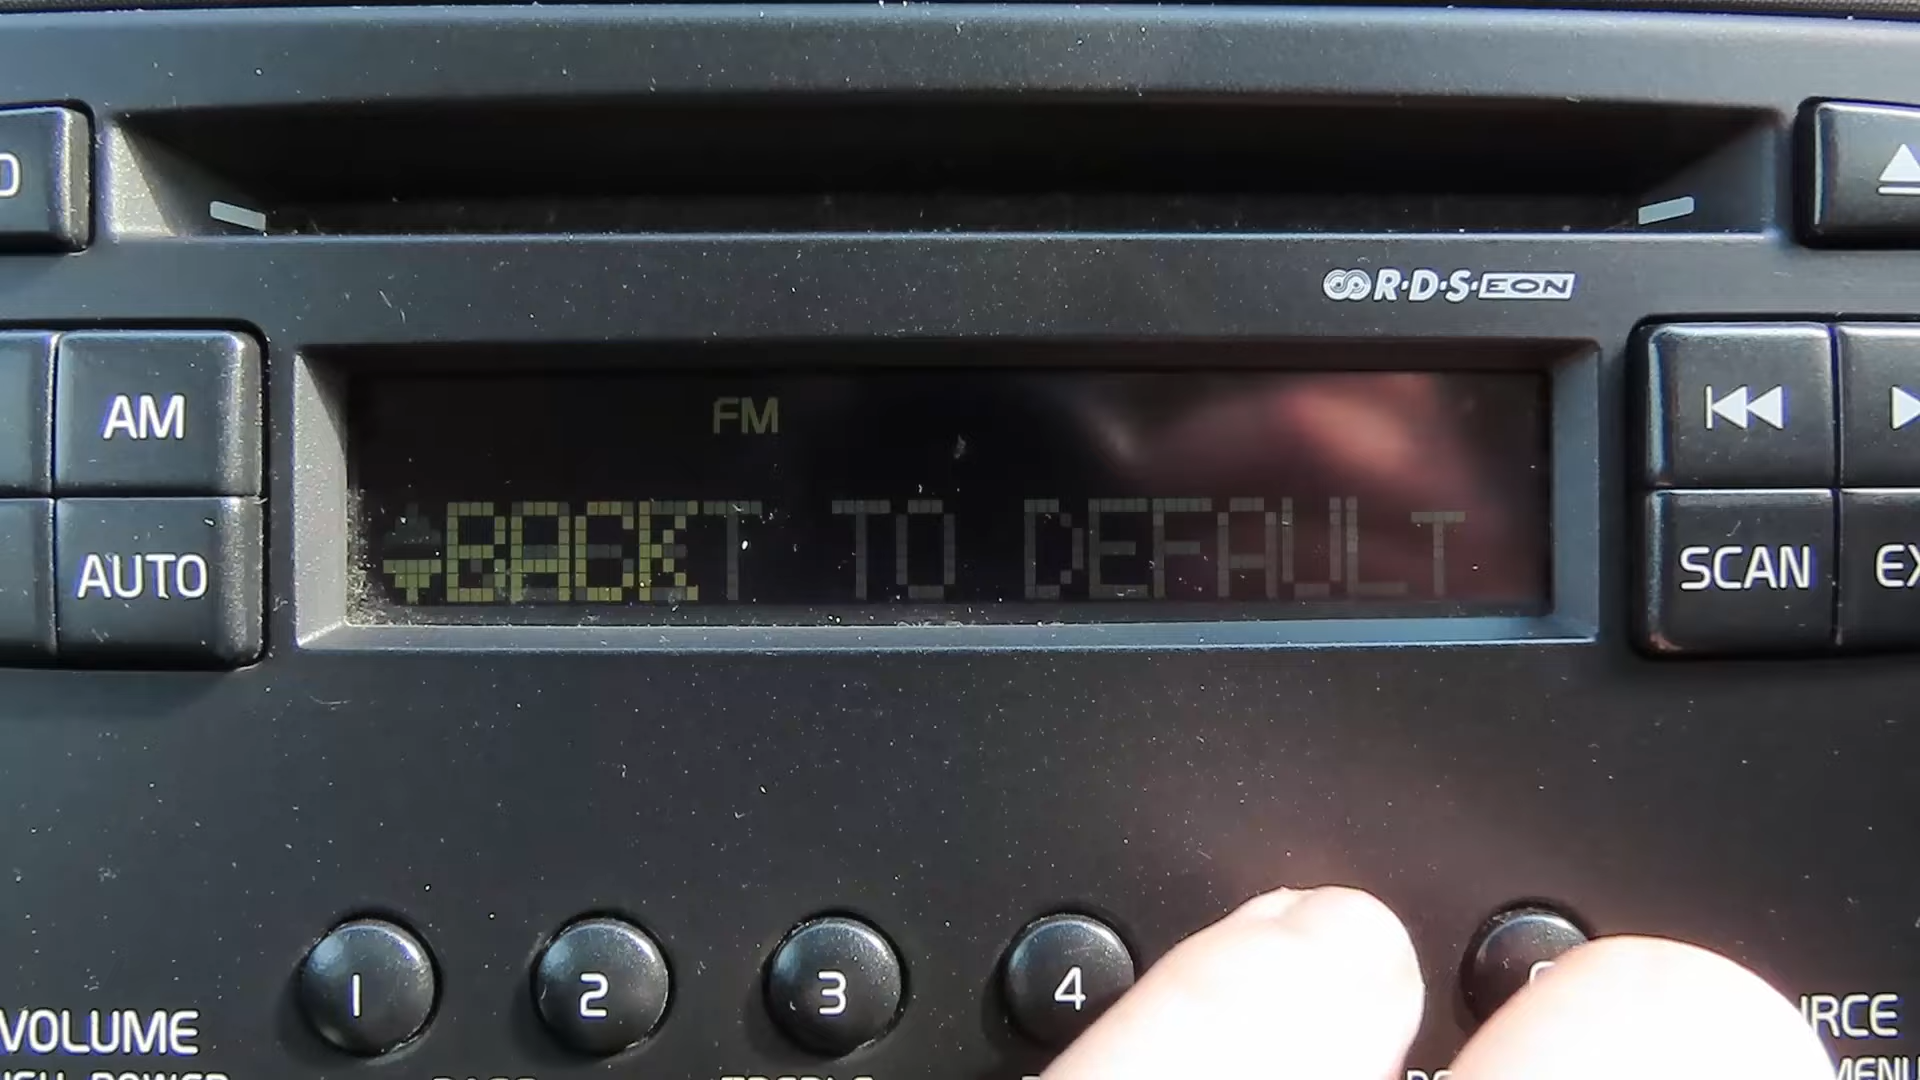 R·D·S·EON
AM
FM
BACK TO DEFAULT
AUTO
SCAN
1 2 3 4
VOLUME